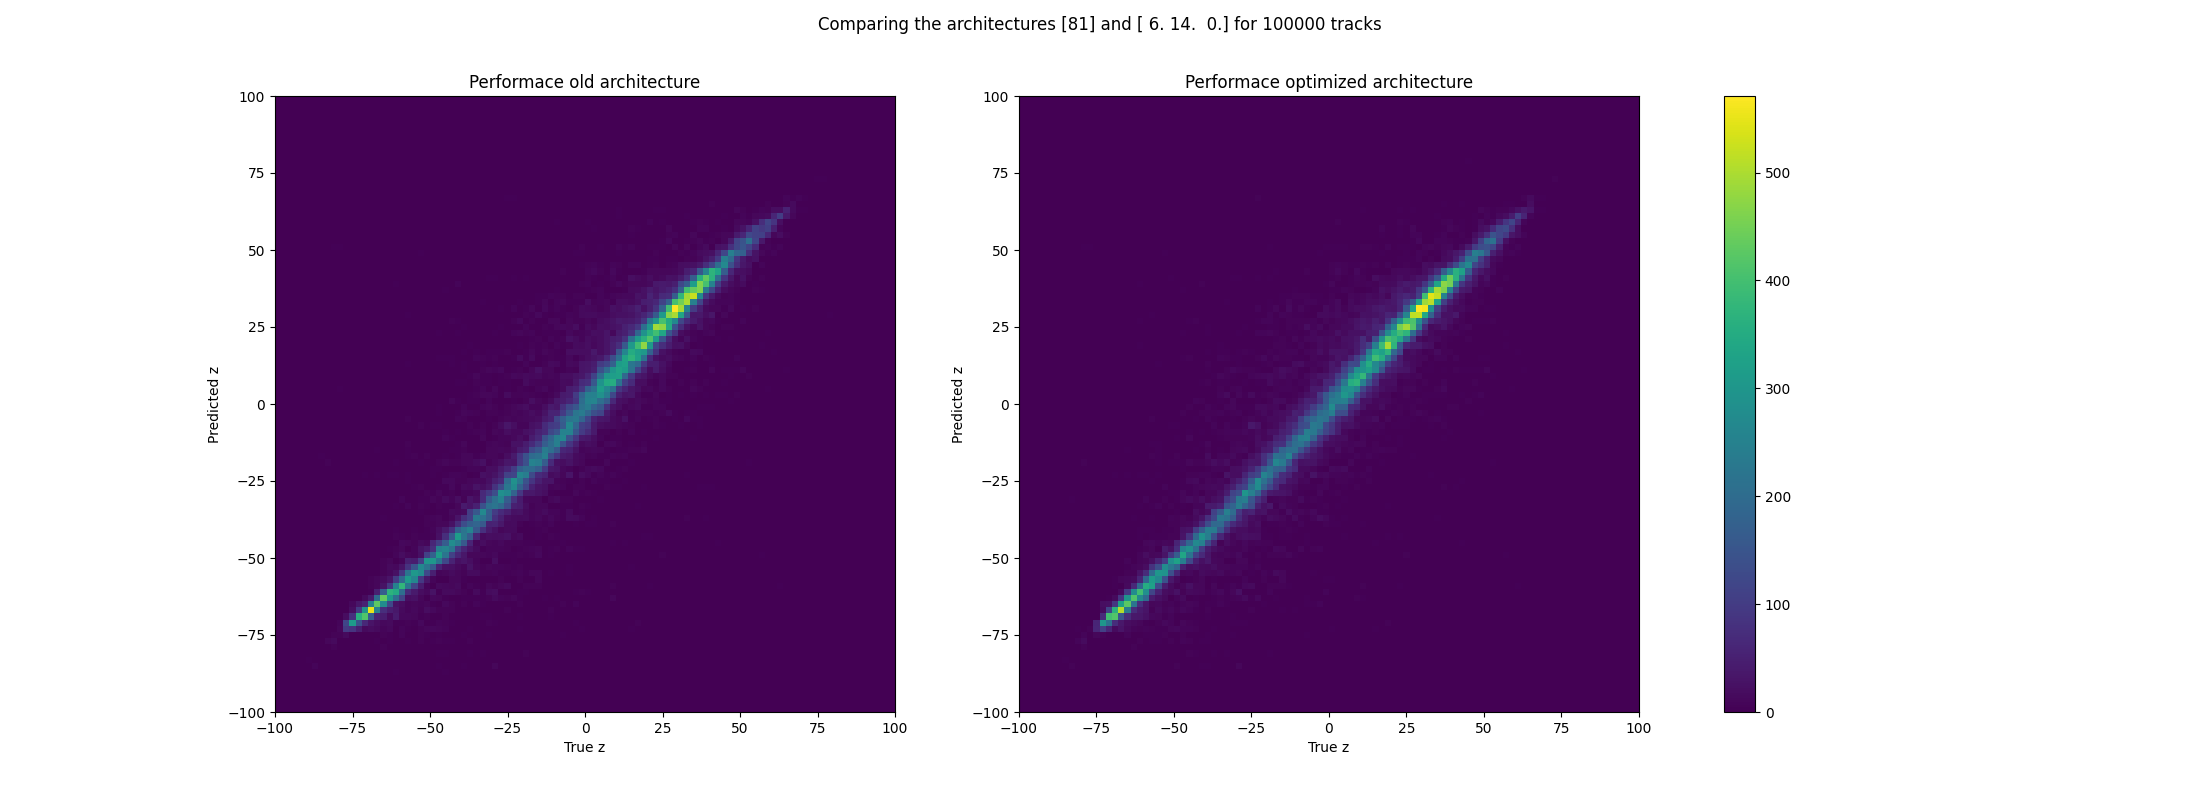 Comparing the architectures [81] and [ 6. 14.  0.] for 100000 tracks
Performace old architecture
Performace optimized architecture
100
75
50
25
0
−25
−50
−75
−100
Predicted z
−100 −75 −50 −25 0 25 50 75 100
True z
100
75
50
25
0
−25
−50
−75
−100
Predicted z
−100 −75 −50 −25 0 25 50 75 100
True z
500
400
300
200
100
0